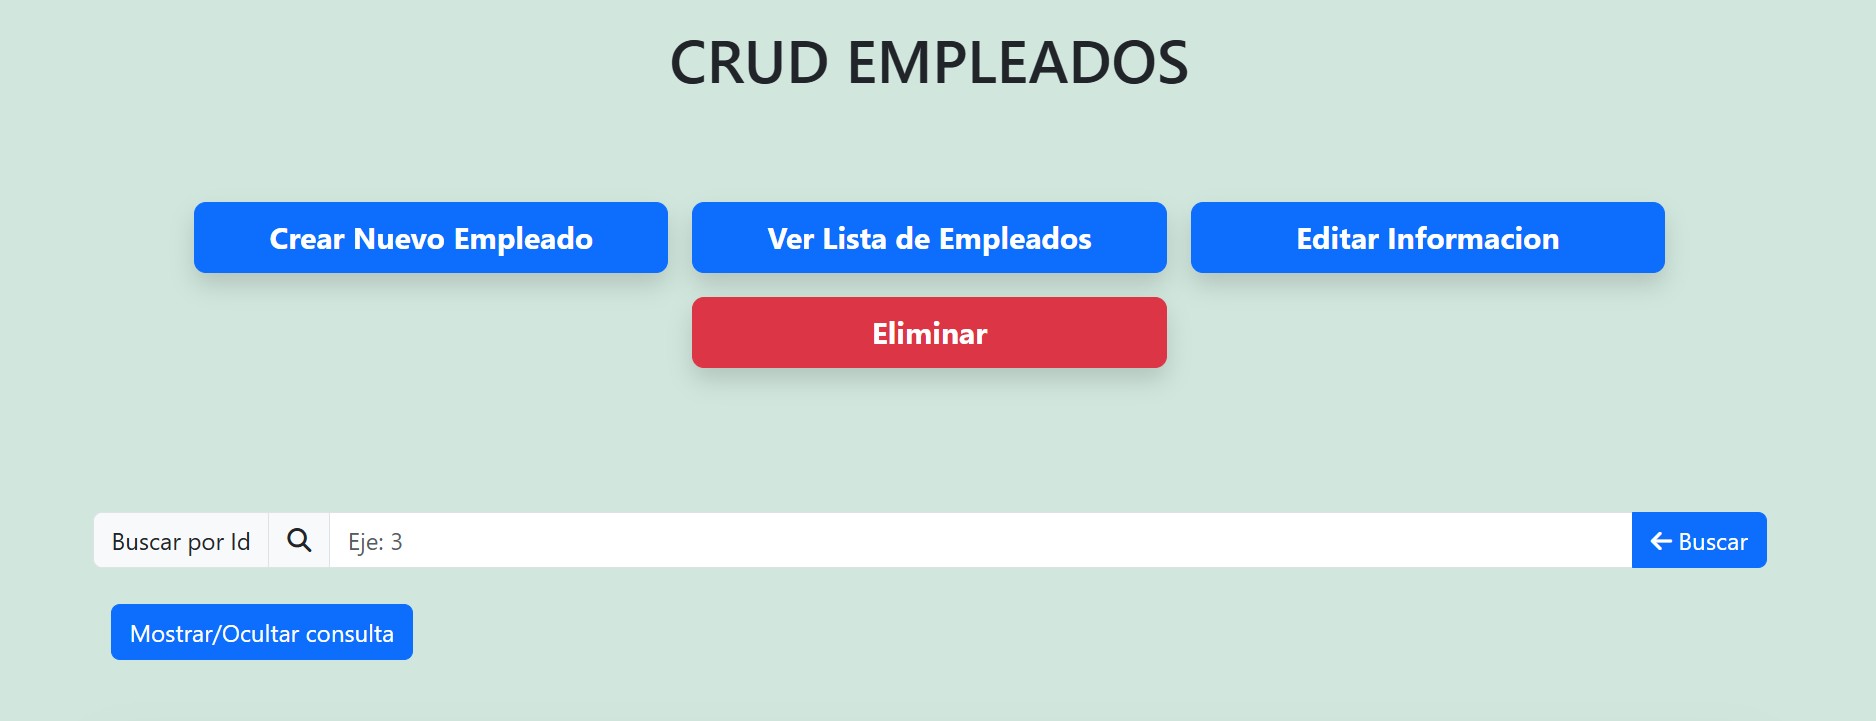 CRUD EMPLEADOS
Crear Nuevo Empleado
Ver Lista de Empleados
Editar Informacion
Eliminar
Buscar por Id
Eje: 3
Buscar
Mostrar/Ocultar consulta